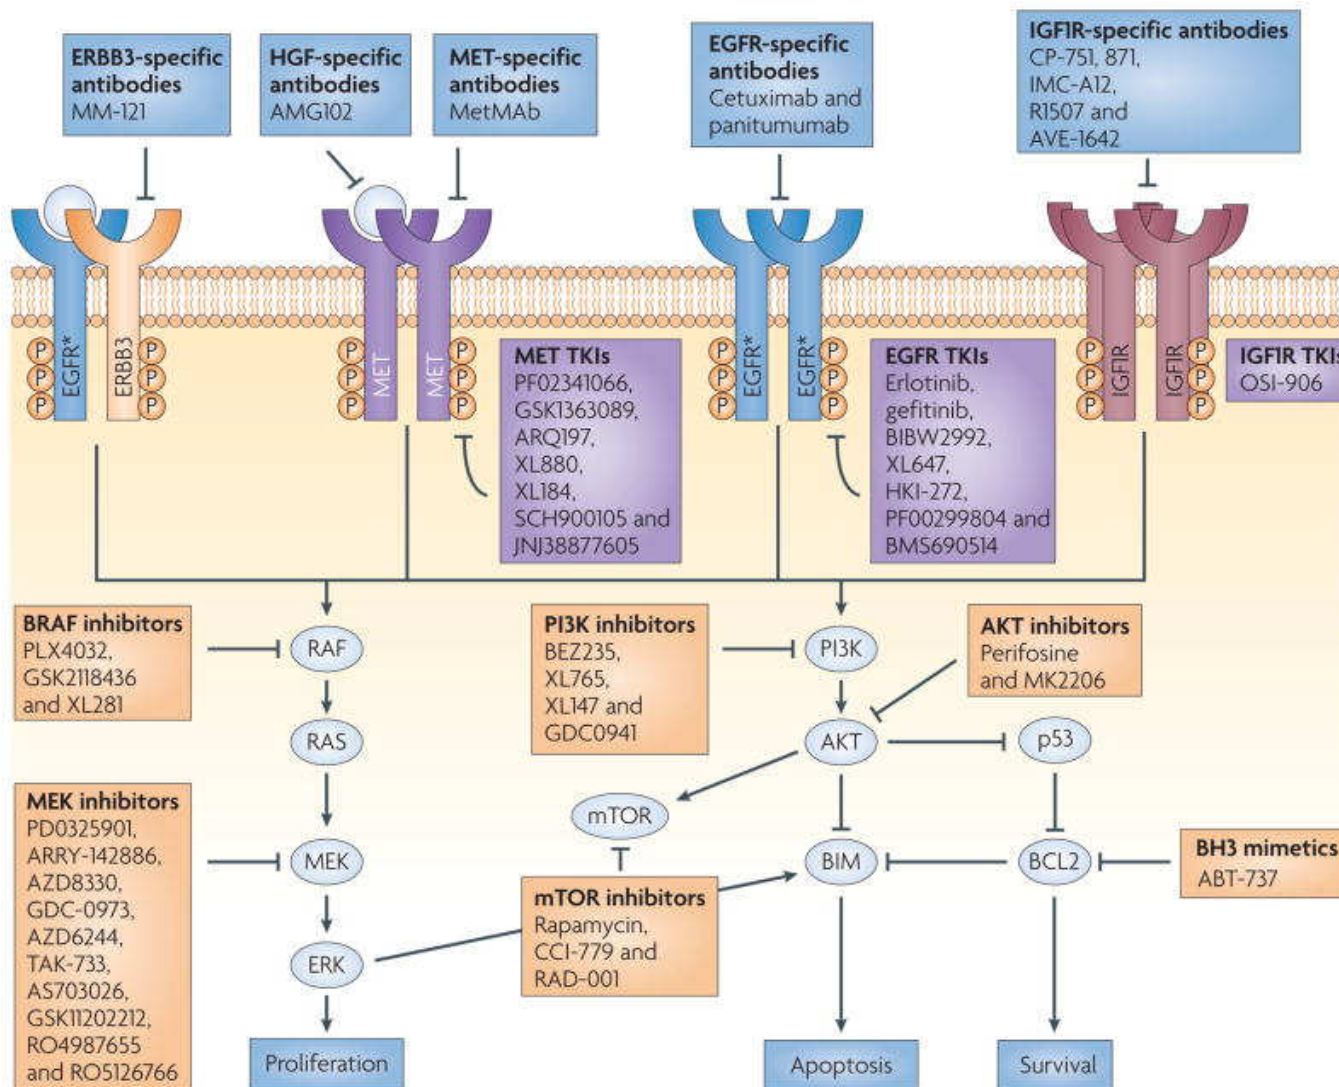 ERBB3-specific
antibodies
MM-121
HGF-specific
antibodies
AMG102
MET-specific
antibodies
MetMAb
EGFR-specific
antibodies
Cetuximab and
panitumumab
IGF1R-specific antibodies
CP-751, 871,
IMC-A12,
R1507 and
AVE-1642
EGFR*
ERBB3
P
P
P
P
P
P
MET
MET
P
P
P
P
P
P
EGFR*
EGFR*
P
P
P
P
P
P
IGF1R
IGF1R
P
P
P
P
P
P
MET TKIs
PF02341066,
GSK1363089,
ARQ197,
XL880,
XL184,
SCH900105 and
JNJ38877605
EGFR TKIs
Erlotinib,
gefitinib,
BIBW2992,
XL647,
HKI-272,
PF00299804 and
BMS690514
IGF1R TKIs
OSI-906
BRAF inhibitors
PLX4032,
GSK2118436
and XL281
RAF
PI3K inhibitors
BEZ235,
XL765,
XL147 and
GDC0941
PI3K
AKT inhibitors
Perifosine
and MK2206
RAS
AKT
p53
MEK inhibitors
PD0325901,
ARRY-142886,
AZD8330,
GDC-0973,
AZD6244,
TAK-733,
AS703026,
GSK11202212,
RO4987655
and RO5126766
mTOR
MEK
BIM
BCL2
BH3 mimetics
ABT-737
mTOR inhibitors
Rapamycin,
CCI-779 and
RAD-001
ERK
Proliferation
Apoptosis
Survival